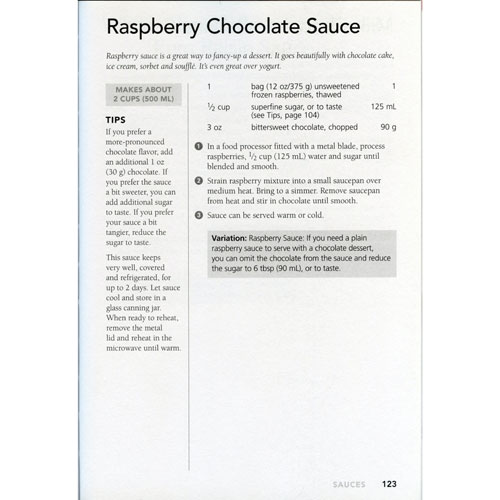 Raspberry Chocolate Sauce
Raspberry sauce is a great way to fancy-up a dessert. It goes beautifully with chocolate cake,
ice cream, sorbet and soufflé. It's even great over yogurt.
MAKES ABOUT
2 CUPS (500 ML)
TIPS
If you prefer a
more-pronounced
chocolate flavor, add
an additional 1 oz
(30 g) chocolate. If
you prefer the sauce
a bit sweeter, you can
add additional sugar
to taste. If you prefer
your sauce a bit
tangier, reduce the
sugar to taste.
This sauce keeps
very well, covered
and refrigerated, for
up to 2 days. Let sauce
cool and store in a
glass canning jar.
When ready to reheat,
remove the metal
lid and reheat in the
microwave until warm.
1 bag (12 oz/375 g) unsweetened 1
frozen raspberries, thawed
1/2 cup superfine sugar, or to taste 125 mL
(see Tips, page 104)
3 oz bittersweet chocolate, chopped 90 g
1 In a food processor fitted with a metal blade, process
raspberries, 1/2 cup (125 mL) water and sugar until
blended and smooth.
2 Strain raspberry mixture into a small saucepan over
medium heat. Bring to a simmer. Remove saucepan
from heat and stir in chocolate until smooth.
3 Sauce can be served warm or cold.
Variation: Raspberry Sauce: If you need a plain
raspberry sauce to serve with a chocolate dessert,
you can omit the chocolate from the sauce and reduce
the sugar to 6 tbsp (90 mL), or to taste.
SAUCES 123